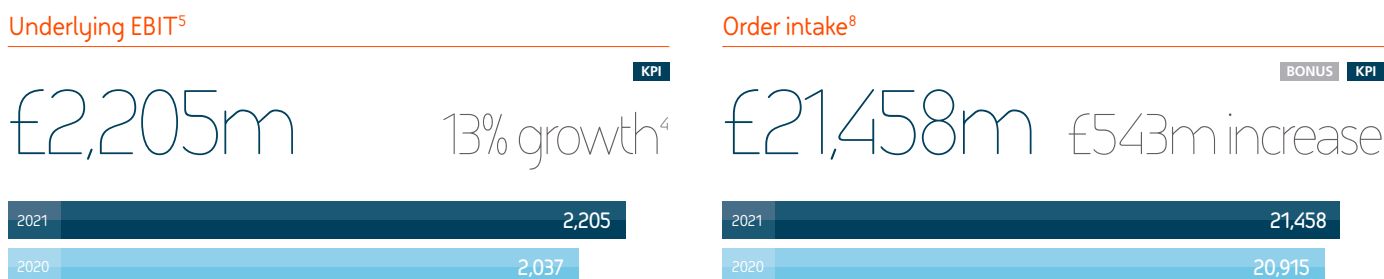 Underlying EBIT5
KPI
£2,205m 13% growth4
2021 2,205
2020 2,037
Order intake8
BONUS KPI
£21,458m £543m increase
2021 21,458
2020 20,915